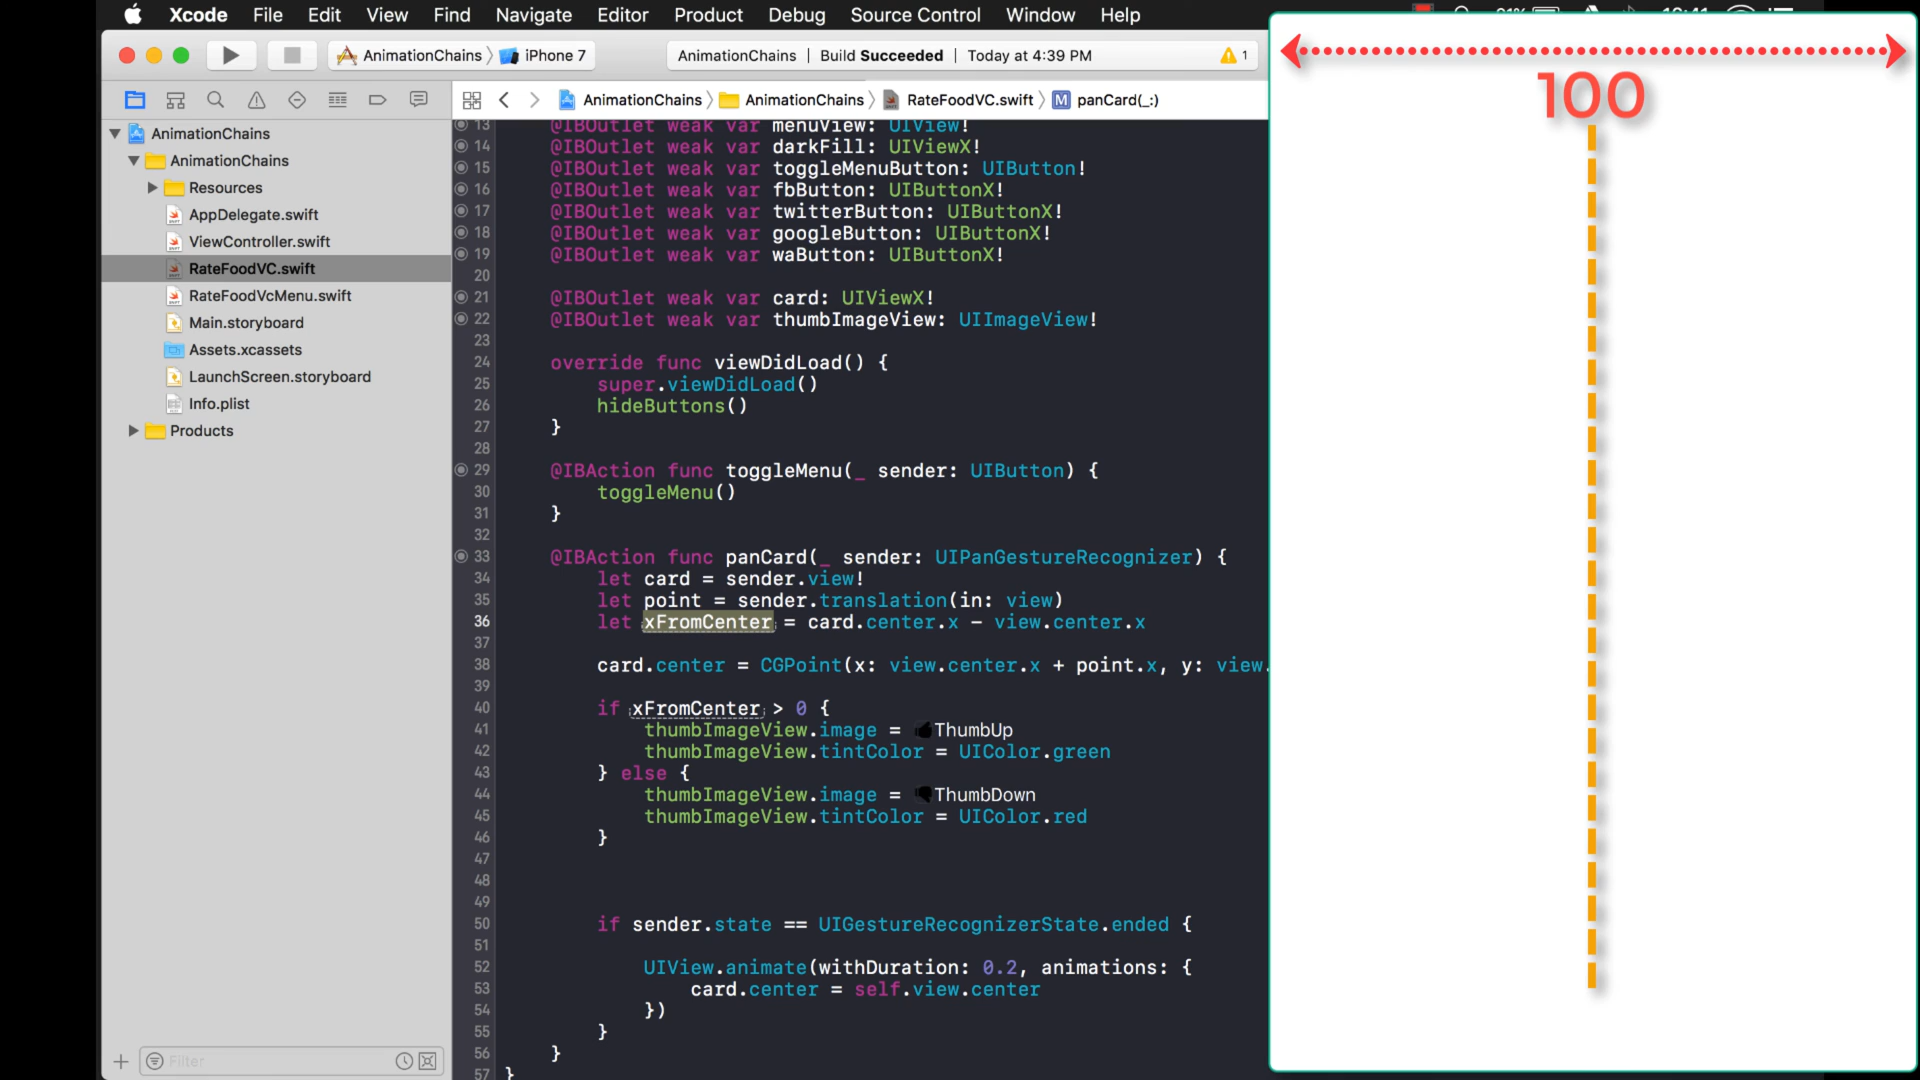 Xcode File Edit View Find Navigate Editor Product Debug Source Control Window Help
AnimationChains iPhone 7
AnimationChains | Build Succeeded | Today at 4:39 PM
1
AnimationChains AnimationChains RateFoodVC.swift M panCard(_:)
AnimationChains
AnimationChains
Resources
AppDelegate.swift
ViewController.swift
RateFoodVC.swift
RateFoodVcMenu.swift
Main.storyboard
Assets.xcassets
LaunchScreen.storyboard
Info.plist
Products
Filter
13 @IBOutlet weak var menuView: UIView!
14 @IBOutlet weak var darkFill: UIViewX!
15 @IBOutlet weak var toggleMenuButton: UIButton!
16 @IBOutlet weak var fbButton: UIButtonX!
17 @IBOutlet weak var twitterButton: UIButtonX!
18 @IBOutlet weak var googleButton: UIButtonX!
19 @IBOutlet weak var waButton: UIButtonX!
20
21 @IBOutlet weak var card: UIViewX!
22 @IBOutlet weak var thumbImageView: UIImageView!
23
24 override func viewDidLoad() {
25 super.viewDidLoad()
26 hideButtons()
27 }
28
29 @IBAction func toggleMenu(_ sender: UIButton) {
30 toggleMenu()
31 }
32
33 @IBAction func panCard(_ sender: UIPanGestureRecognizer) {
34 let card = sender.view!
35 let point = sender.translation(in: view)
36 let xFromCenter = card.center.x - view.center.x
37
38 card.center = CGPoint(x: view.center.x + point.x, y: view.
39
40 if xFromCenter > 0 {
41 thumbImageView.image = ThumbUp
42 thumbImageView.tintColor = UIColor.green
43 } else {
44 thumbImageView.image = ThumbDown
45 thumbImageView.tintColor = UIColor.red
46 }
47
48
49
50 if sender.state == UIGestureRecognizerState.ended {
51
52 UIView.animate(withDuration: 0.2, animations: {
53 card.center = self.view.center
54 })
55 }
56 }
57 }
100